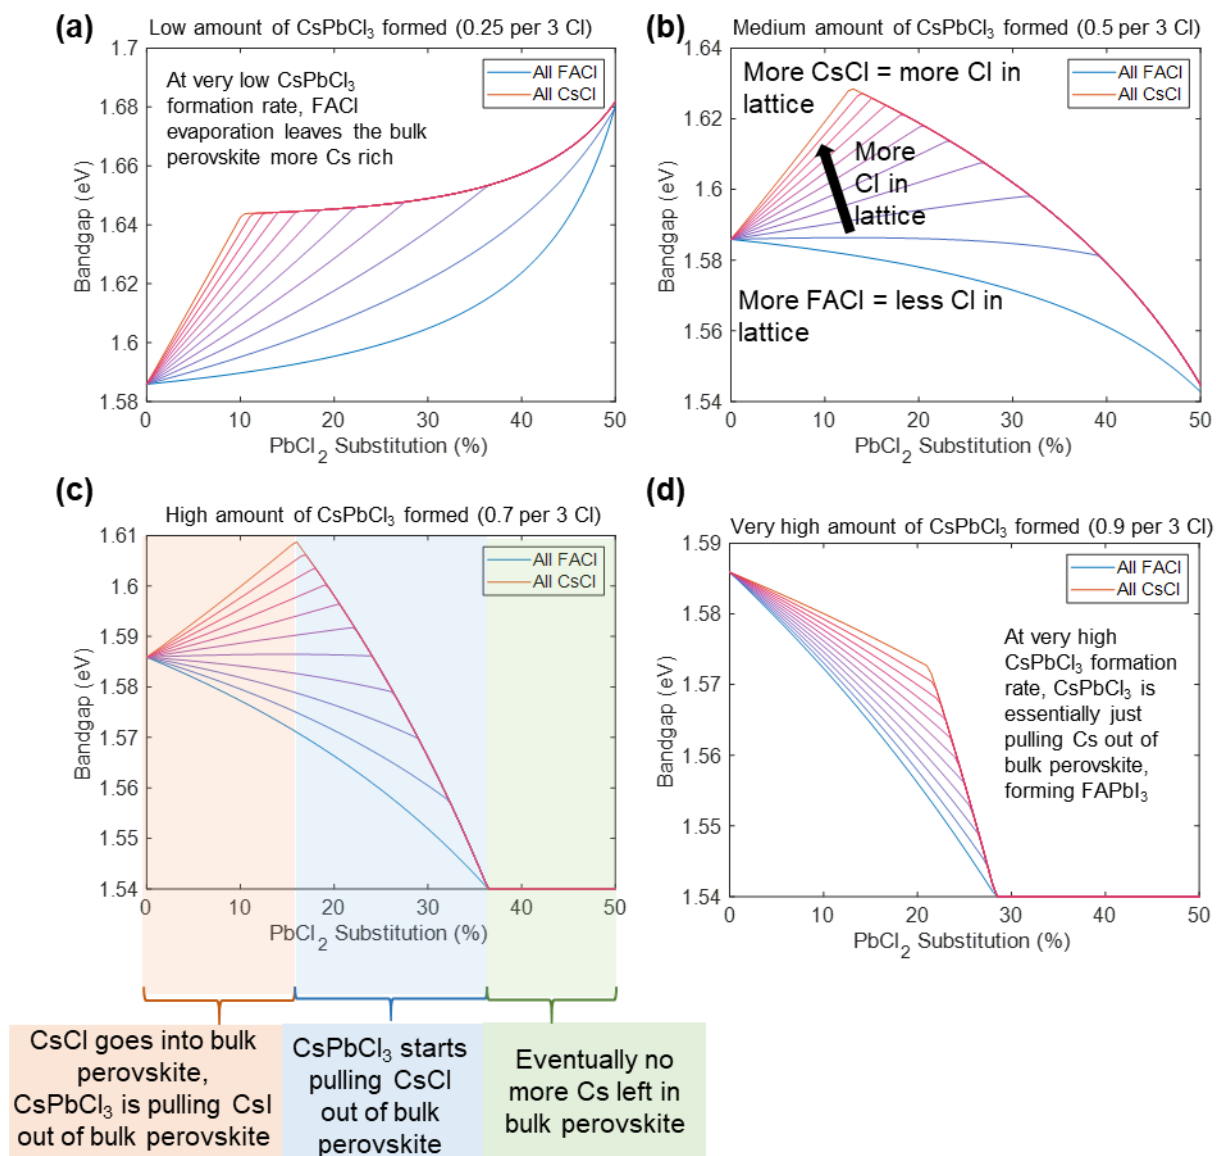 (a)
Low amount of CsPbCl3 formed (0.25 per 3 Cl)
1.7
1.68
1.66
1.64
1.62
1.6
1.58
Bandgap (eV)
At very low CsPbCl3
formation rate, FACl
evaporation leaves the bulk
perovskite more Cs rich
All FACl
All CsCl
0 10 20 30 40 50
PbCl2 Substitution (%)
(b)
Medium amount of CsPbCl3 formed (0.5 per 3 Cl)
1.64
1.62
1.6
1.58
1.56
1.54
Bandgap (eV)
More CsCl = more Cl in
lattice
All FACl
All CsCl
More
Cl in
lattice
More FACl = less Cl in
lattice
0 10 20 30 40 50
PbCl2 Substitution (%)
(c)
High amount of CsPbCl3 formed (0.7 per 3 Cl)
1.61
1.6
1.59
1.58
1.57
1.56
1.55
1.54
Bandgap (eV)
All FACl
All CsCl
0 10 20 30 40 50
PbCl2 Substitution (%)
CsCl goes into bulk
perovskite,
CsPbCl3 is pulling CsI
out of bulk perovskite
CsPbCl3 starts
pulling CsCl
out of bulk
perovskite
Eventually no
more Cs left in
bulk perovskite
(d)
Very high amount of CsPbCl3 formed (0.9 per 3 Cl)
1.59
1.58
1.57
1.56
1.55
1.54
Bandgap (eV)
All FACl
All CsCl
At very high
CsPbCl3 formation
rate, CsPbCl3 is
essentially just
pulling Cs out of
bulk perovskite,
forming FAPbI3
0 10 20 30 40 50
PbCl2 Substitution (%)